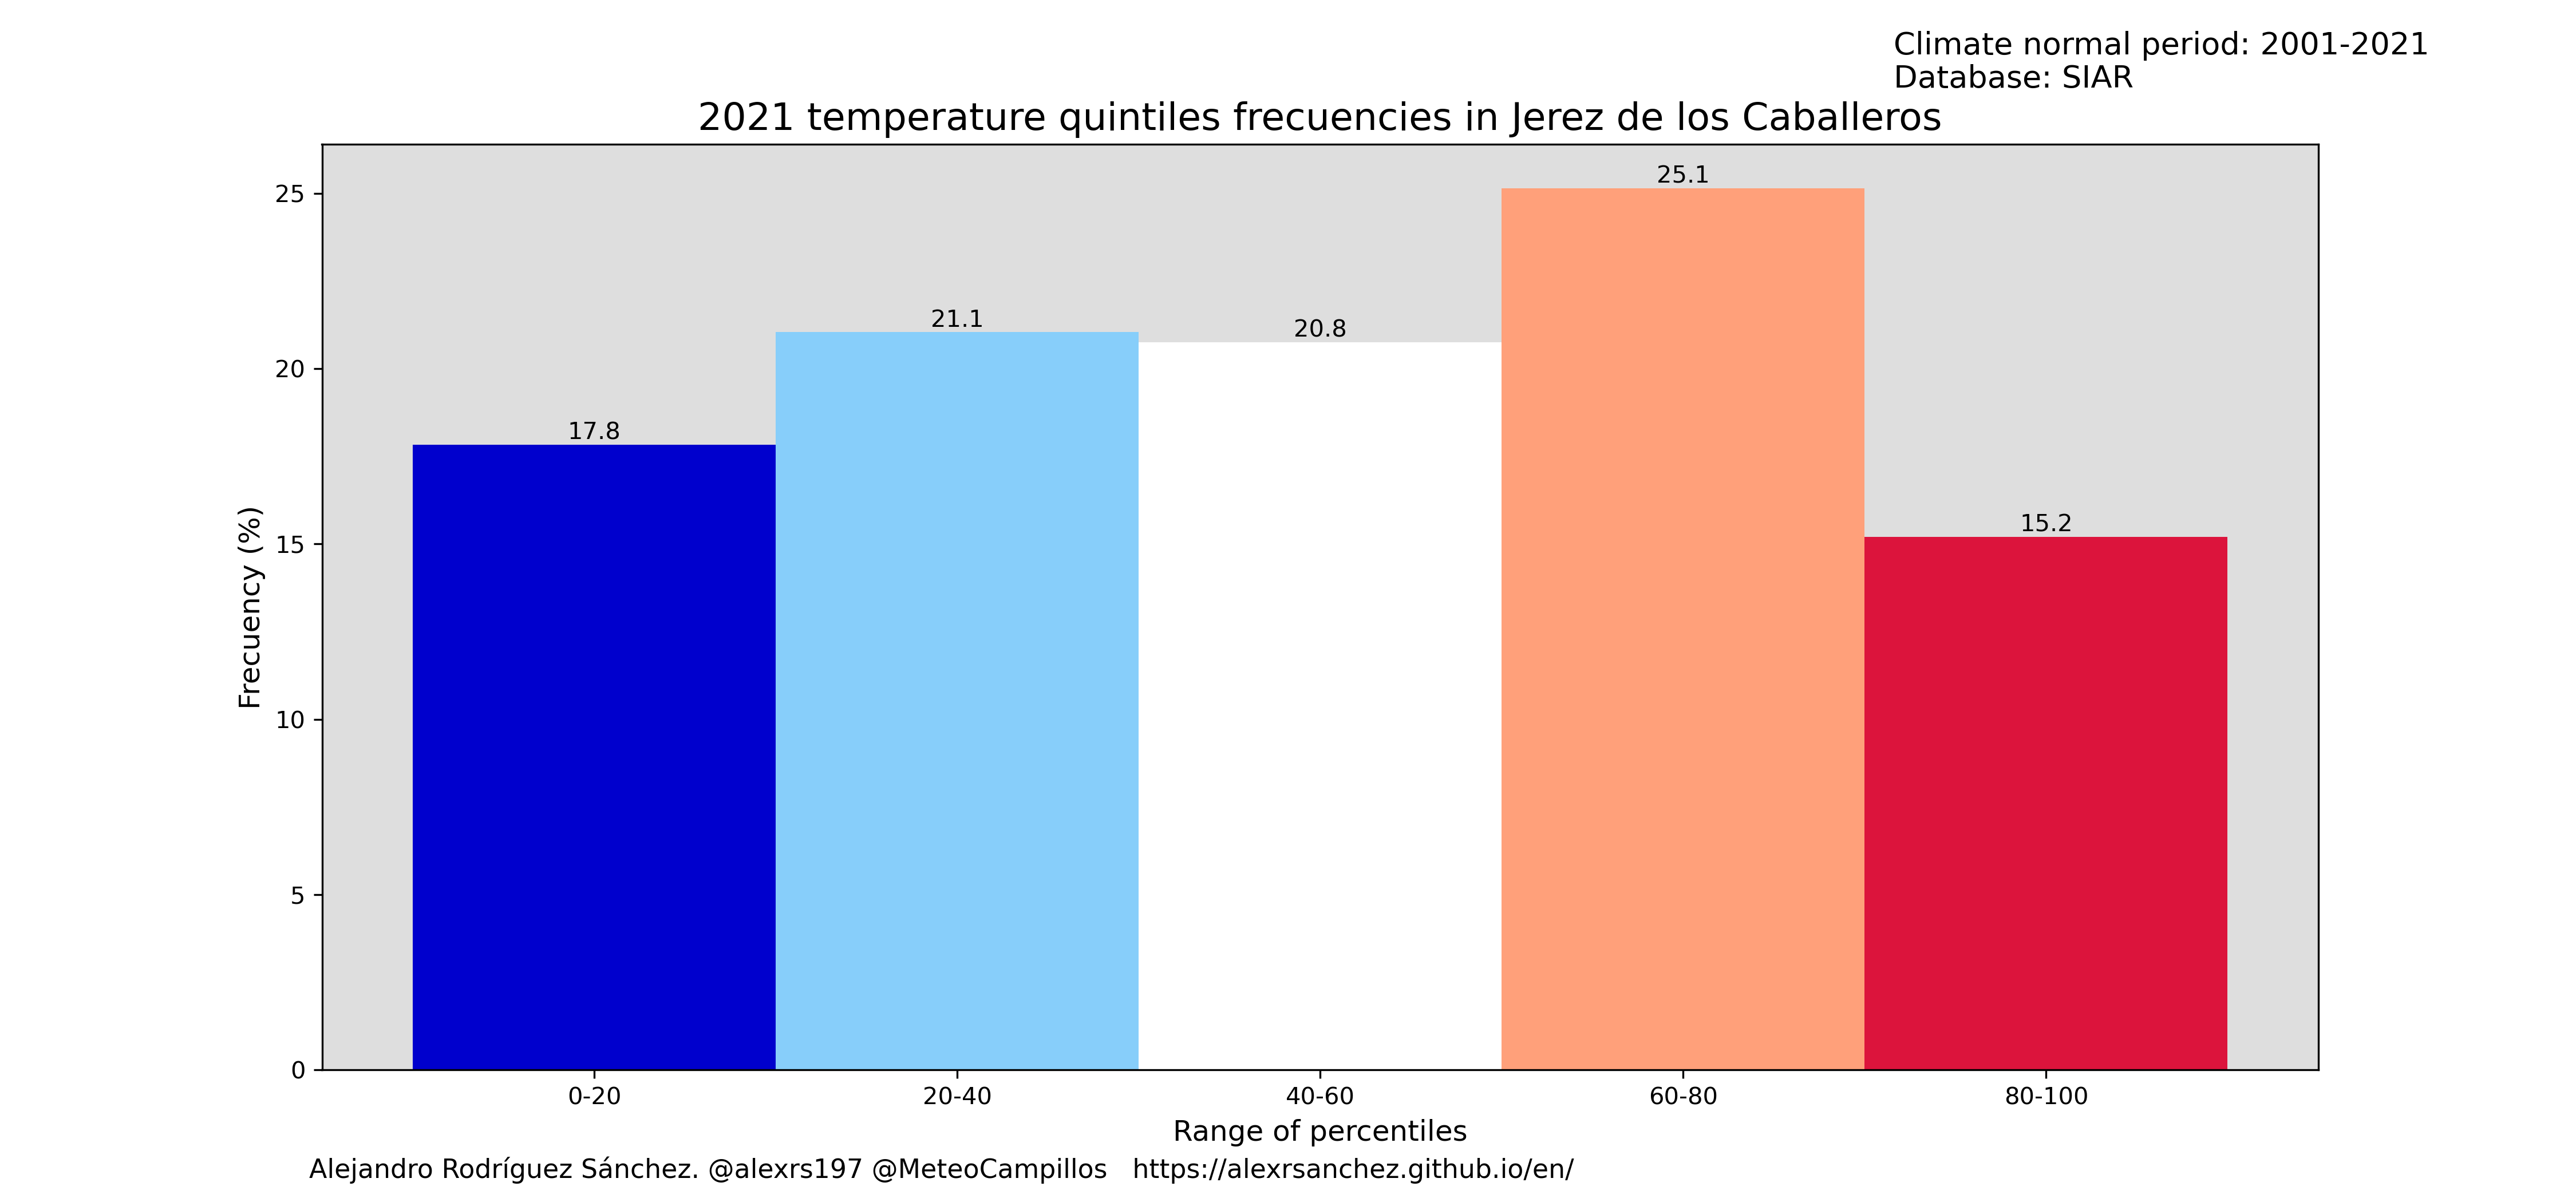 Climate normal period: 2001-2021
Database: SIAR
2021 temperature quintiles frecuencies in Jerez de los Caballeros
25
20
15
10
5
0
Frecuency (%)
17.8
21.1
20.8
25.1
15.2
0-20
20-40
40-60
60-80
80-100
Range of percentiles
Alejandro Rodríguez Sánchez. @alexrs197 @MeteoCampillos https://alexrsanchez.github.io/en/